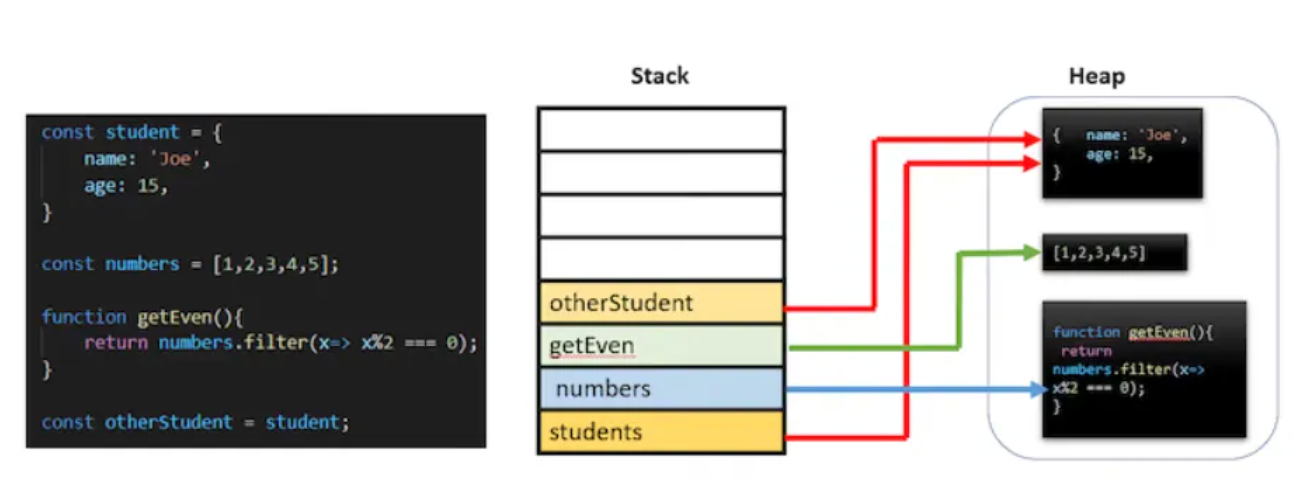 Stack
Heap
const student = {
name: 'Joe',
age: 15,
}
const numbers = [1,2,3,4,5];
function getEven(){
return numbers.filter(x=> x%2 === 0);
}
const otherStudent = student;
otherStudent
getEven
numbers
students
{ name: 'Joe',
age: 15,
}
[1,2,3,4,5]
function getEven(){
return
numbers.filter(x=>
x%2 === 0);
}